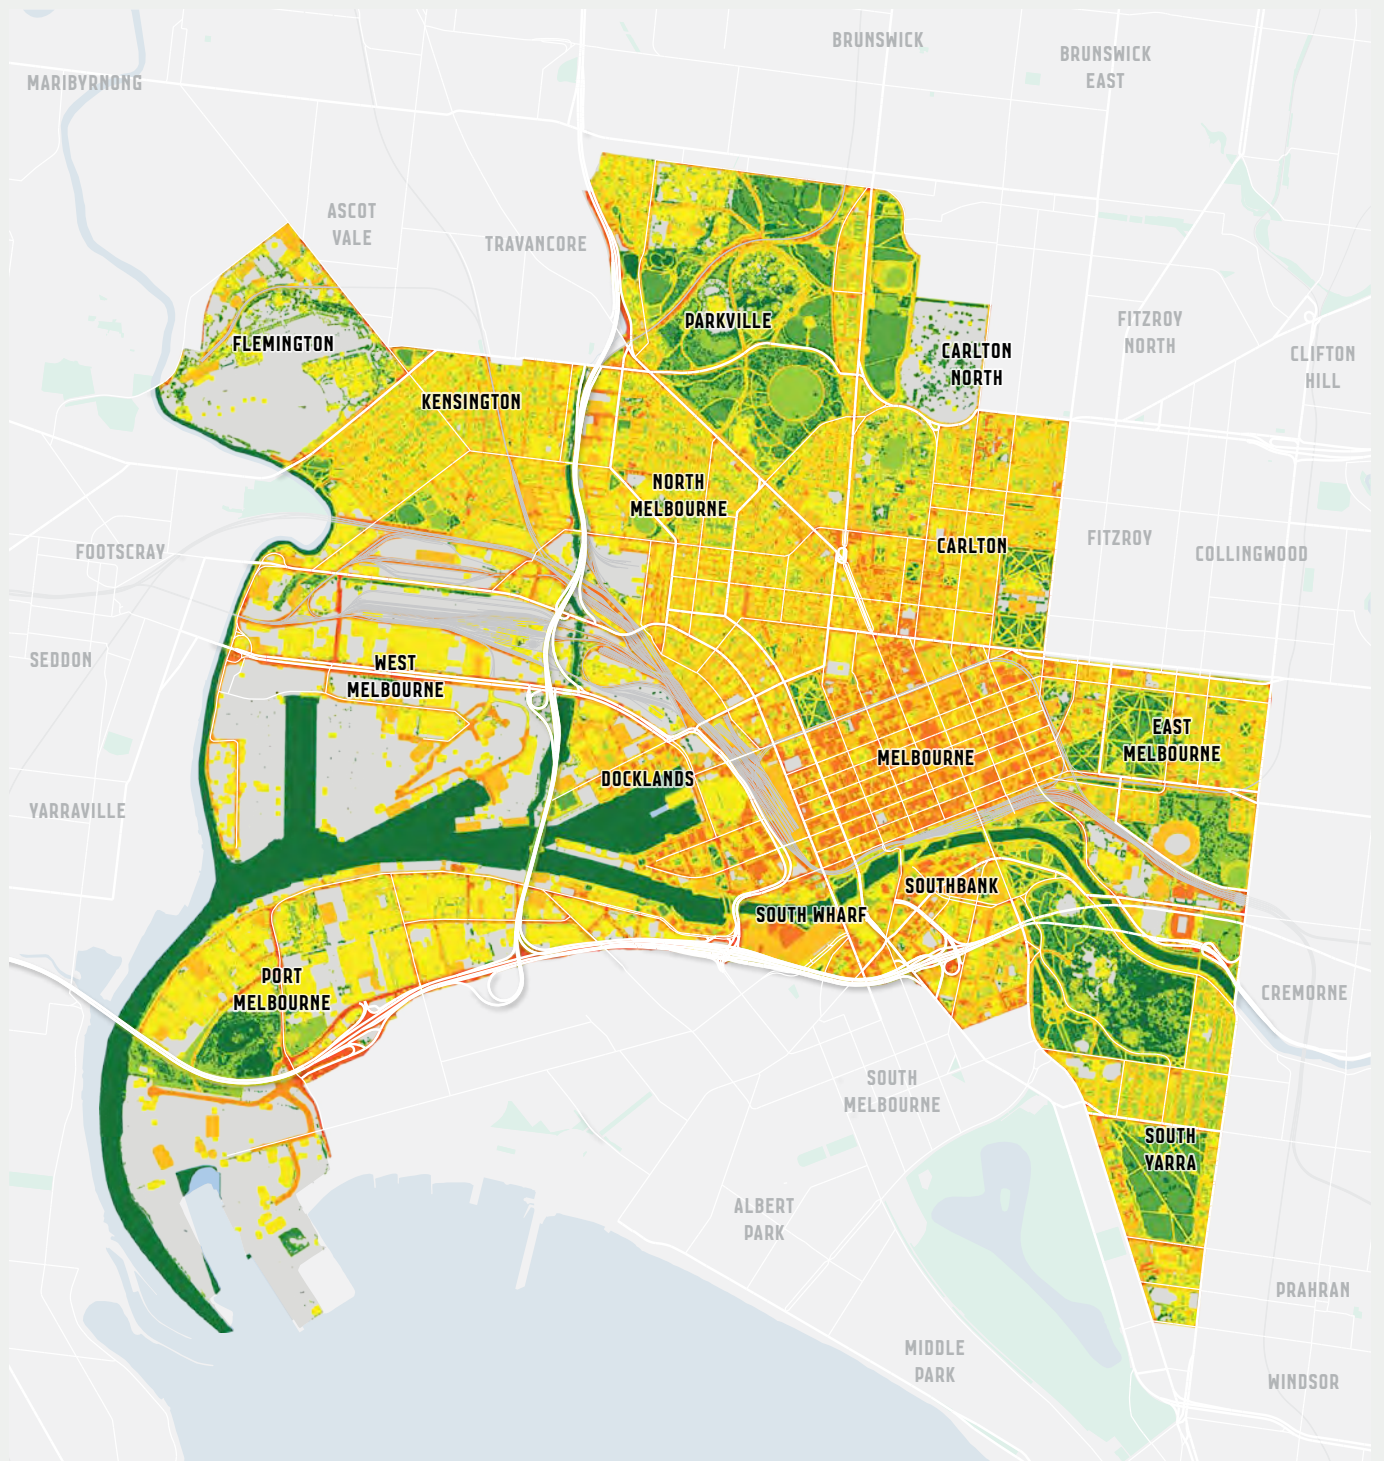 BRUNSWICK
BRUNSWICK
EAST
MARIBYRNONG
ASCOT
VALE
TRAVANCORE
PARKVILLE
FITZROY
NORTH
FLEMINGTON
CARLTON
NORTH
CLIFTON
HILL
KENSINGTON
NORTH
MELBOURNE
FOOTSCRAY
CARLTON
FITZROY
COLLINGWOOD
SEDDON
WEST
MELBOURNE
EAST
MELBOURNE
MELBOURNE
DOCKLANDS
YARRAVILLE
SOUTHBANK
SOUTH WHARF
PORT
MELBOURNE
CREMORNE
SOUTH
MELBOURNE
SOUTH
YARRA
ALBERT
PARK
PRAHRAN
MIDDLE
PARK
WINDSOR